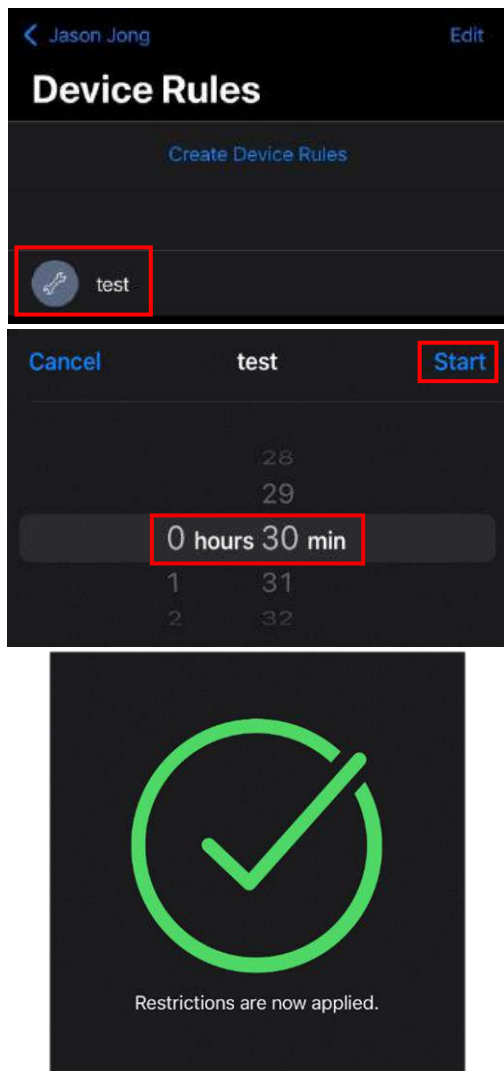 Jason Jong Edit
Device Rules
Create Device Rules
test
Cancel test Start
28
29
0 hours 30 min
1 31
2 32
Restrictions are now applied.